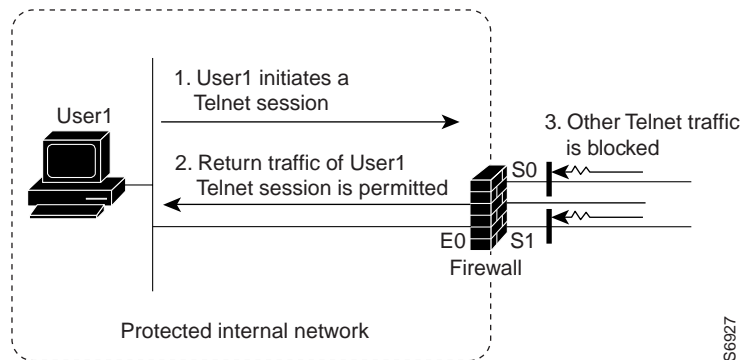 1. User1 initiates a
Telnet session
User1
3. Other Telnet traffic
is blocked
2. Return traffic of User1
Telnet session is permitted
S0
E0
S1
Firewall
Protected internal network
S6927